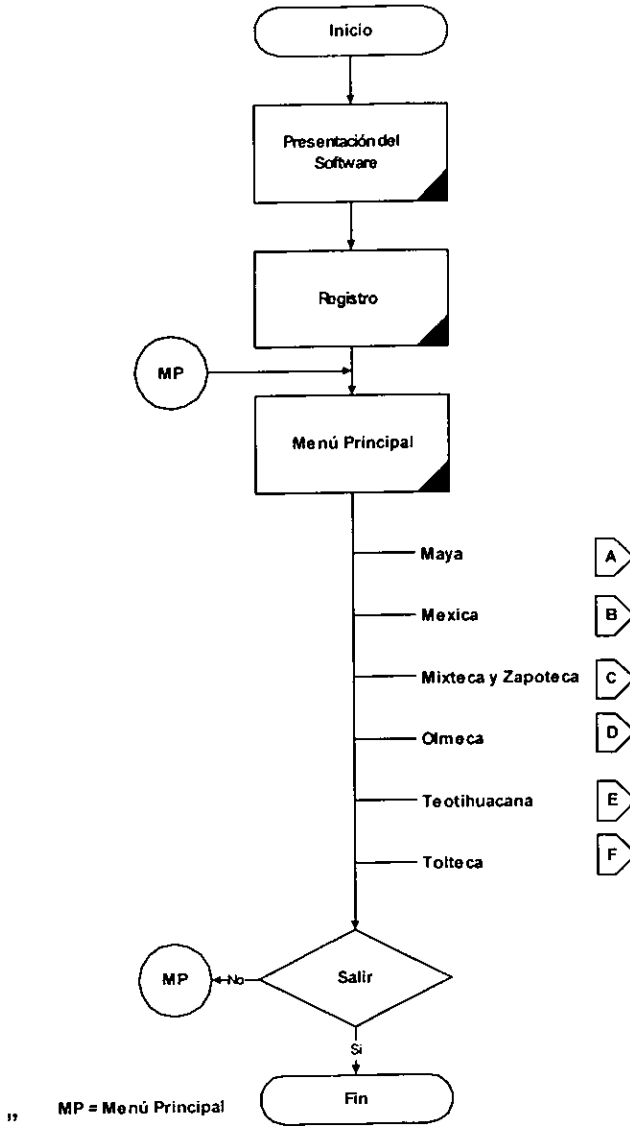 Inicio
Presentación del
Software
Registro
MP
Menú Principal
Maya A
Mexica B
Mixteca y Zapoteca C
Olmeca D
Teotihuacana E
Tolteca F
MP No Salir
Si
Fin
„ MP = Menú Principal